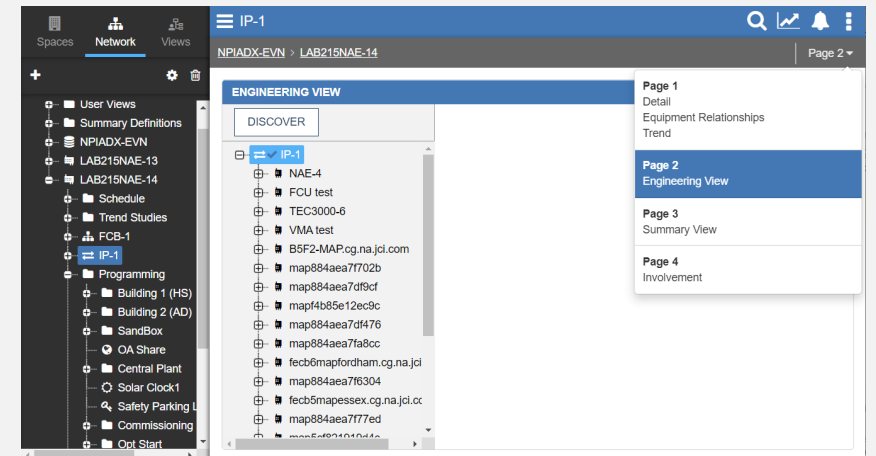 IP-1
Spaces
Network
Views
NPIADX-EVN > LAB215NAE-14
Page 2
User Views
Summary Definitions
NPIADX-EVN
LAB215NAE-13
LAB215NAE-14
Schedule
Trend Studies
FCB-1
IP-1
Programming
Building 1 (HS)
Building 2 (AD)
SandBox
OA Share
Central Plant
Solar Clock1
Safety Parking L
Commissioning
Opt Start
ENGINEERING VIEW
DISCOVER
IP-1
NAE-4
FCU test
TEC3000-6
VMA test
B5F2-MAP.cg.na.jci.com
map884aea7f702b
map884aea7df9cf
mapf4b85e12ec9c
map884aea7df476
map884aea7fa8cc
fecb6mapfordham.cg.na.jci
map884aea7f6304
fecb5mapessex.cg.na.jci.cc
map884aea7f77ed
Page 1
Detail
Equipment Relationships
Trend
Page 2
Engineering View
Page 3
Summary View
Page 4
Involvement